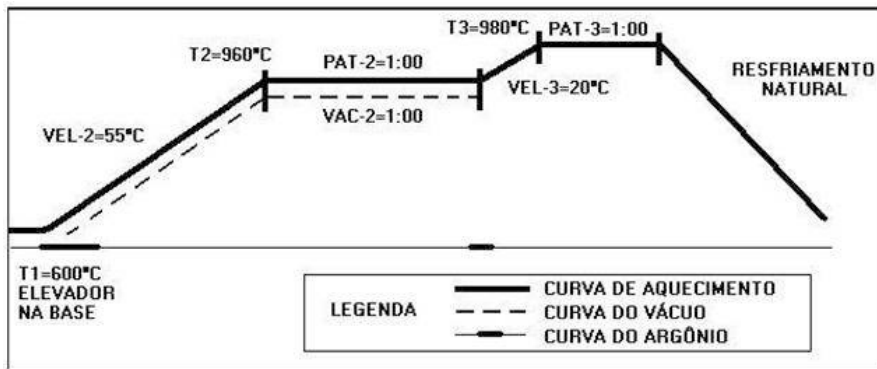 T3=980°C PAT-3=1:00
T2=960°C PAT-2=1:00
RESFRIAMENTO
NATURAL
VEL-3=20°C
VAC-2=1:00
VEL-2=55°C
T1=600°C
ELEVADOR
NA BASE
LEGENDA
CURVA DE AQUECIMENTO
CURVA DO VÁCUO
CURVA DO ARGÔNIO